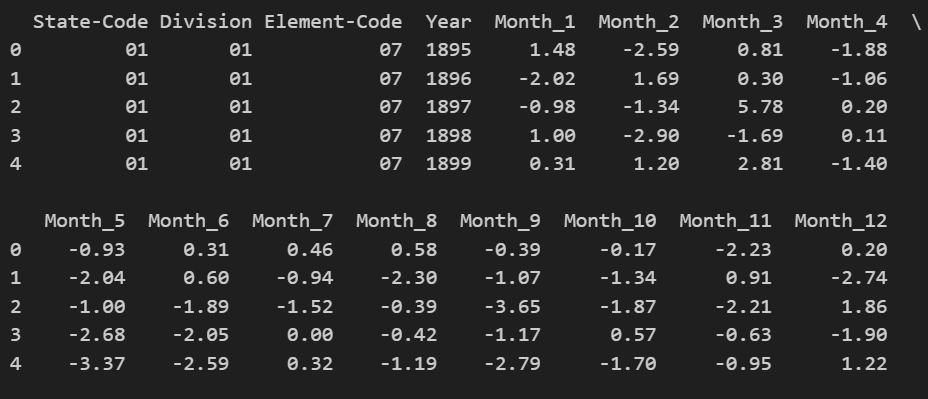 State-Code Division Element-Code Year Month_1 Month_2 Month_3 Month_4 \
0 01 01 07 1895 1.48 -2.59 0.81 -1.88
1 01 01 07 1896 -2.02 1.69 0.30 -1.06
2 01 01 07 1897 -0.98 -1.34 5.78 0.20
3 01 01 07 1898 1.00 -2.90 -1.69 0.11
4 01 01 07 1899 0.31 1.20 2.81 -1.40
Month_5 Month_6 Month_7 Month_8 Month_9 Month_10 Month_11 Month_12
0 -0.93 0.31 0.46 0.58 -0.39 -0.17 -2.23 0.20
1 -2.04 0.60 -0.94 -2.30 -1.07 -1.34 0.91 -2.74
2 -1.00 -1.89 -1.52 -0.39 -3.65 -1.87 -2.21 1.86
3 -2.68 -2.05 0.00 -0.42 -1.17 0.57 -0.63 -1.90
4 -3.37 -2.59 0.32 -1.19 -2.79 -1.70 -0.95 1.22